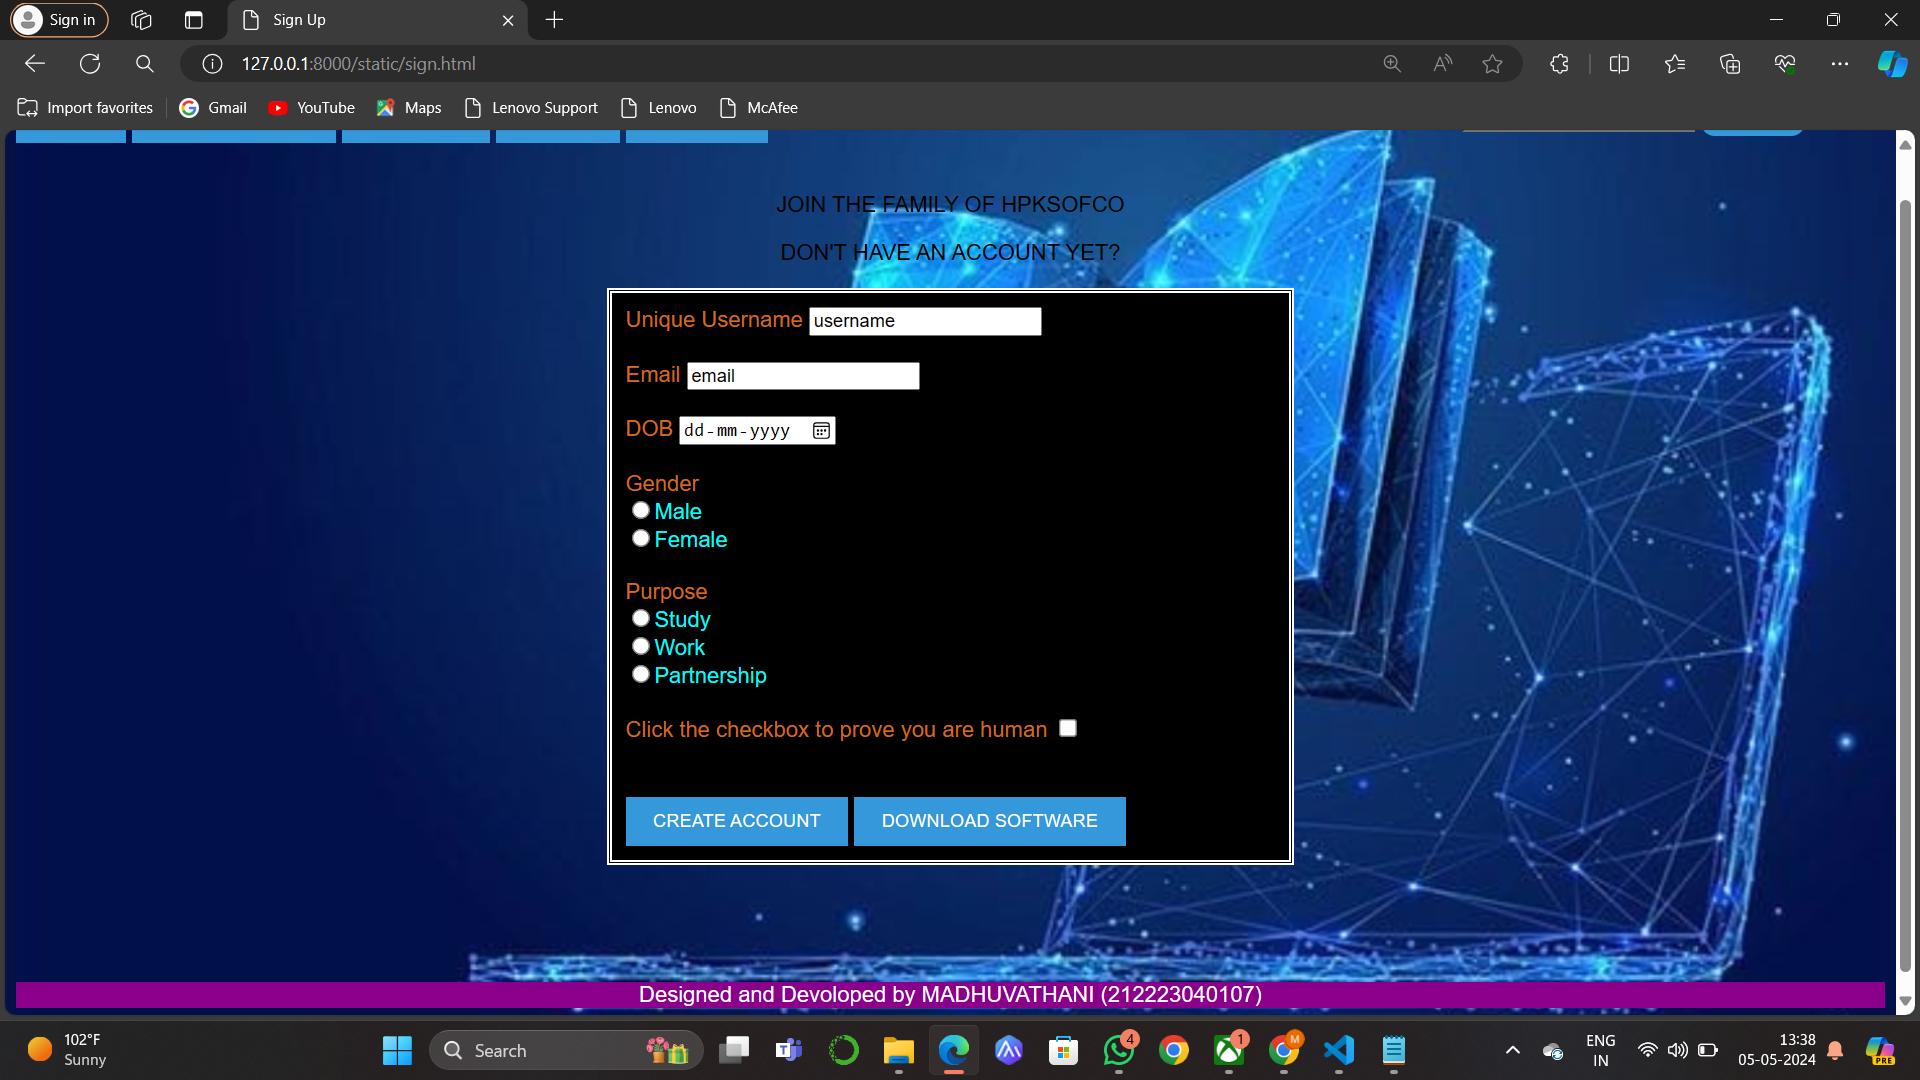 Sign in
Sign Up
127.0.0.1:8000/static/sign.html
Import favorites
Gmail
YouTube
Maps
Lenovo Support
Lenovo
McAfee
JOIN THE FAMILY OF HPKSOFCO
DON'T HAVE AN ACCOUNT YET?
Unique Username username
Email email
DOB dd-mm-yyyy
Gender
Male
Female
Purpose
Study
Work
Partnership
Click the checkbox to prove you are human
CREATE ACCOUNT
DOWNLOAD SOFTWARE
Designed and Devoloped by MADHUVATHANI (212223040107)
102°F
Sunny
Search
4
1
M
ENG
IN
13:38
05-05-2024
PRE